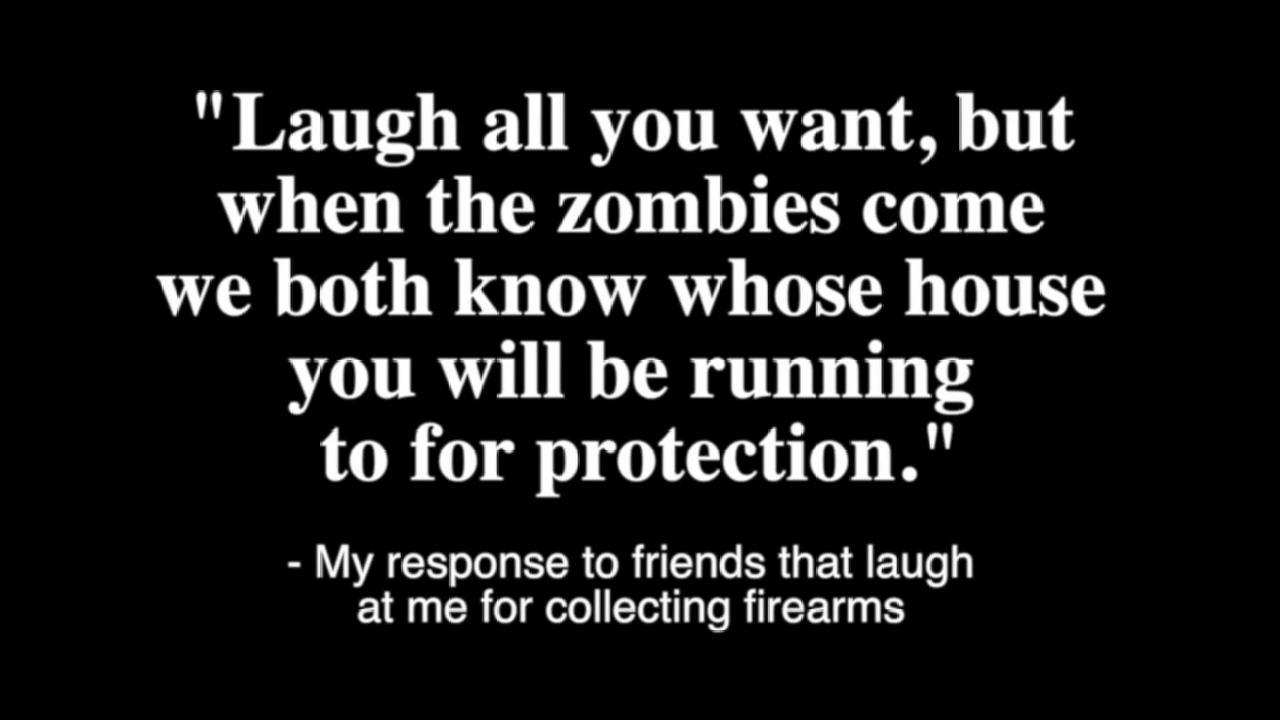 "Laugh all you want, but
when the zombies come
we both know whose house
you will be running
to for protection."
- My response to friends that laugh
at me for collecting firearms